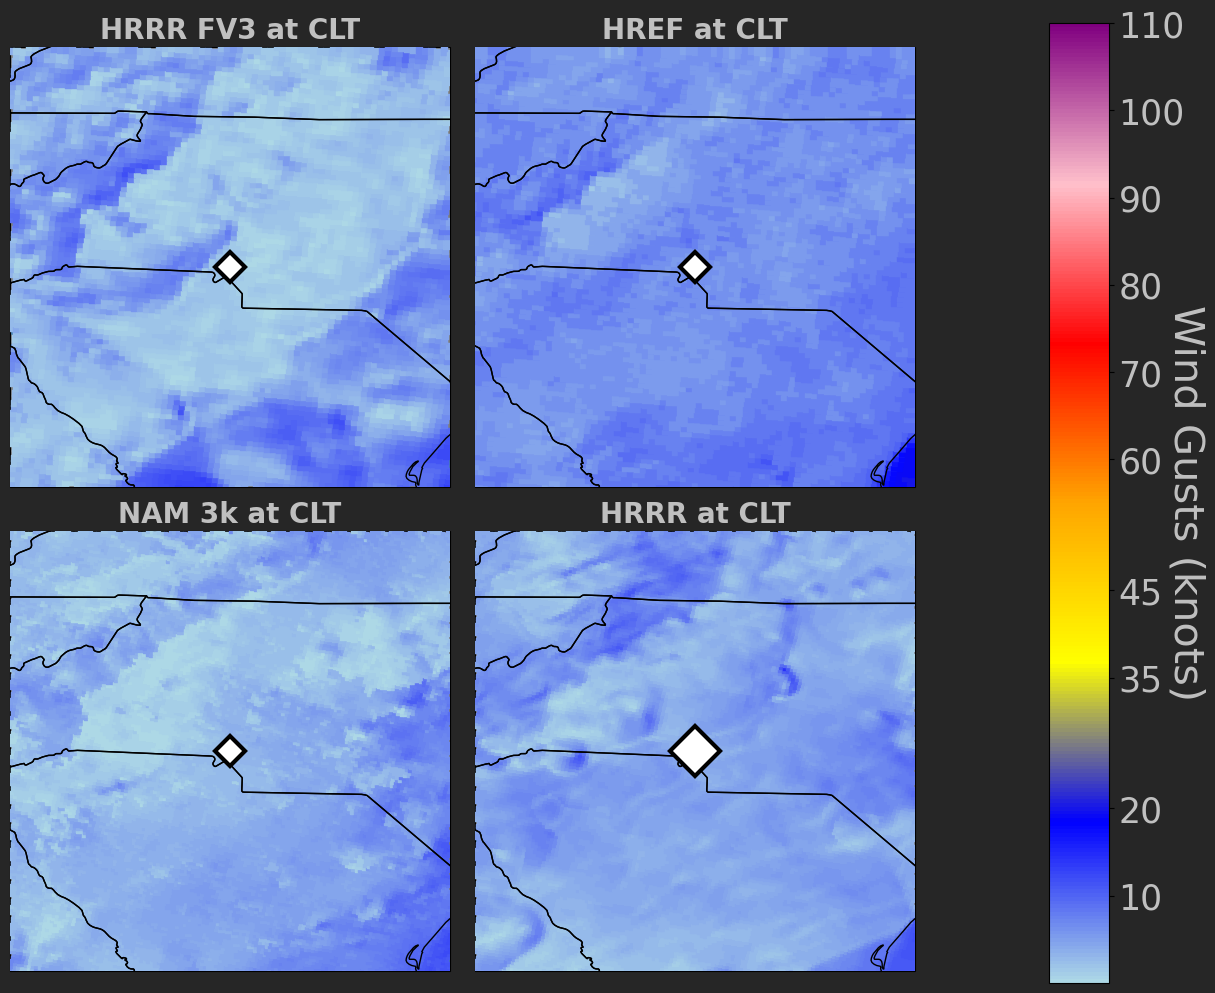 HRRR FV3 at CLT
HREF at CLT
NAM 3k at CLT
HRRR at CLT
110
100
90
80
70
60
45
35
20
10
Wind Gusts (knots)